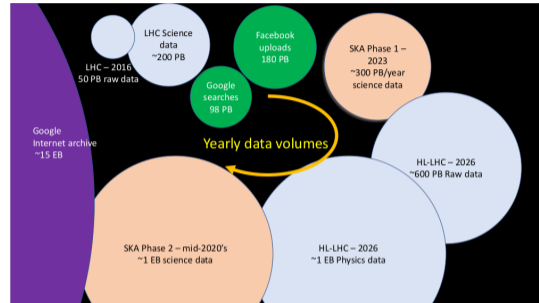 LHC Science
data
~200 PB
LHC – 2016
50 PB raw data
Facebook
uploads
180 PB
Google
searches
98 PB
SKA Phase 1 –
2023
~300 PB/year
science data
Google
Internet archive
~15 EB
Yearly data volumes
HL-LHC – 2026
~600 PB Raw data
SKA Phase 2 – mid-2020's
~1 EB science data
HL-LHC – 2026
~1 EB Physics data